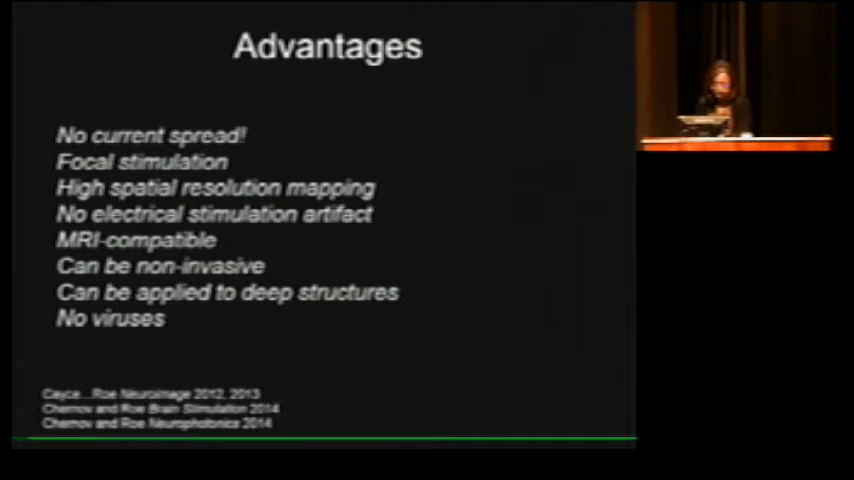 Advantages
No current spread!
Focal stimulation
High spatial resolution mapping
No electrical stimulation artifact
MRI-compatible
Can be non-invasive
Can be applied to deep structures
No viruses
Cayce...Roe Neuroimage 2012, 2013
Chernov and Roe Brain Stimulation 2014
Chernov and Roe Neurophotonics 2014